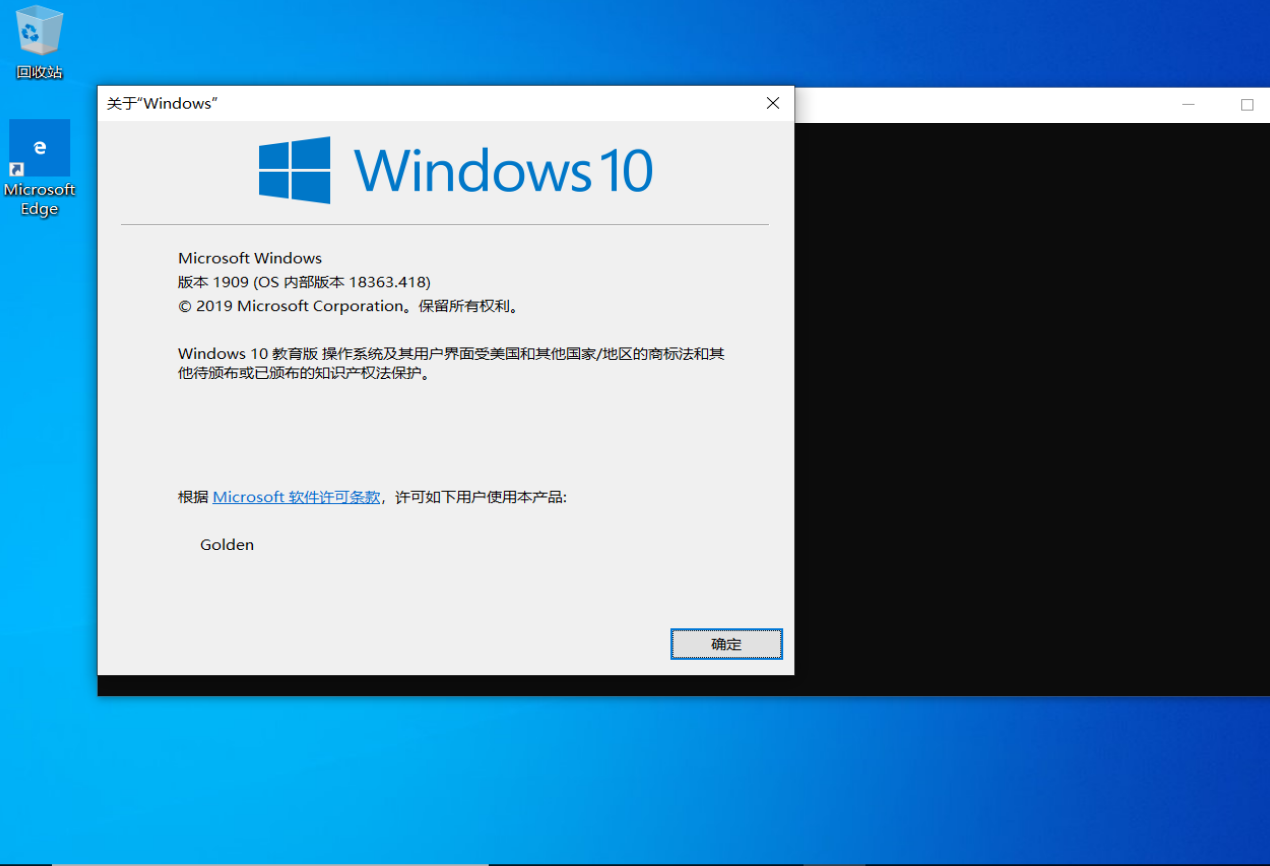 回收站
Microsoft
Edge
关于“Windows”
Windows 10
Microsoft Windows
版本 1909 (OS 内部版本 18363.418)
© 2019 Microsoft Corporation。保留所有权利。
Windows 10 教育版 操作系统及其用户界面受美国和其他国家/地区的商标法和其
他待颁布或已颁布的知识产权法保护。
根据 Microsoft 软件许可条款，许可如下用户使用本产品:
Golden
确定